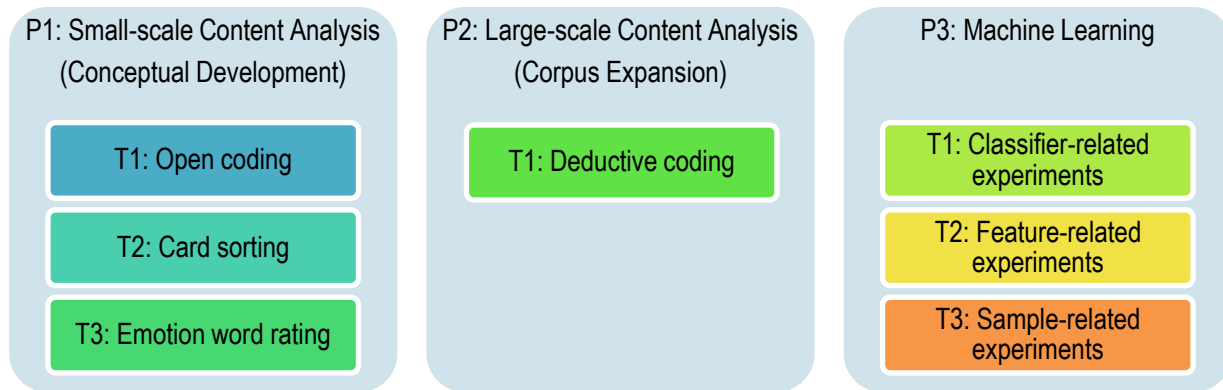 P1: Small-scale Content Analysis
(Conceptual Development)
T1: Open coding
T2: Card sorting
T3: Emotion word rating
P2: Large-scale Content Analysis
(Corpus Expansion)
T1: Deductive coding
P3: Machine Learning
T1: Classifier-related
experiments
T2: Feature-related
experiments
T3: Sample-related
experiments